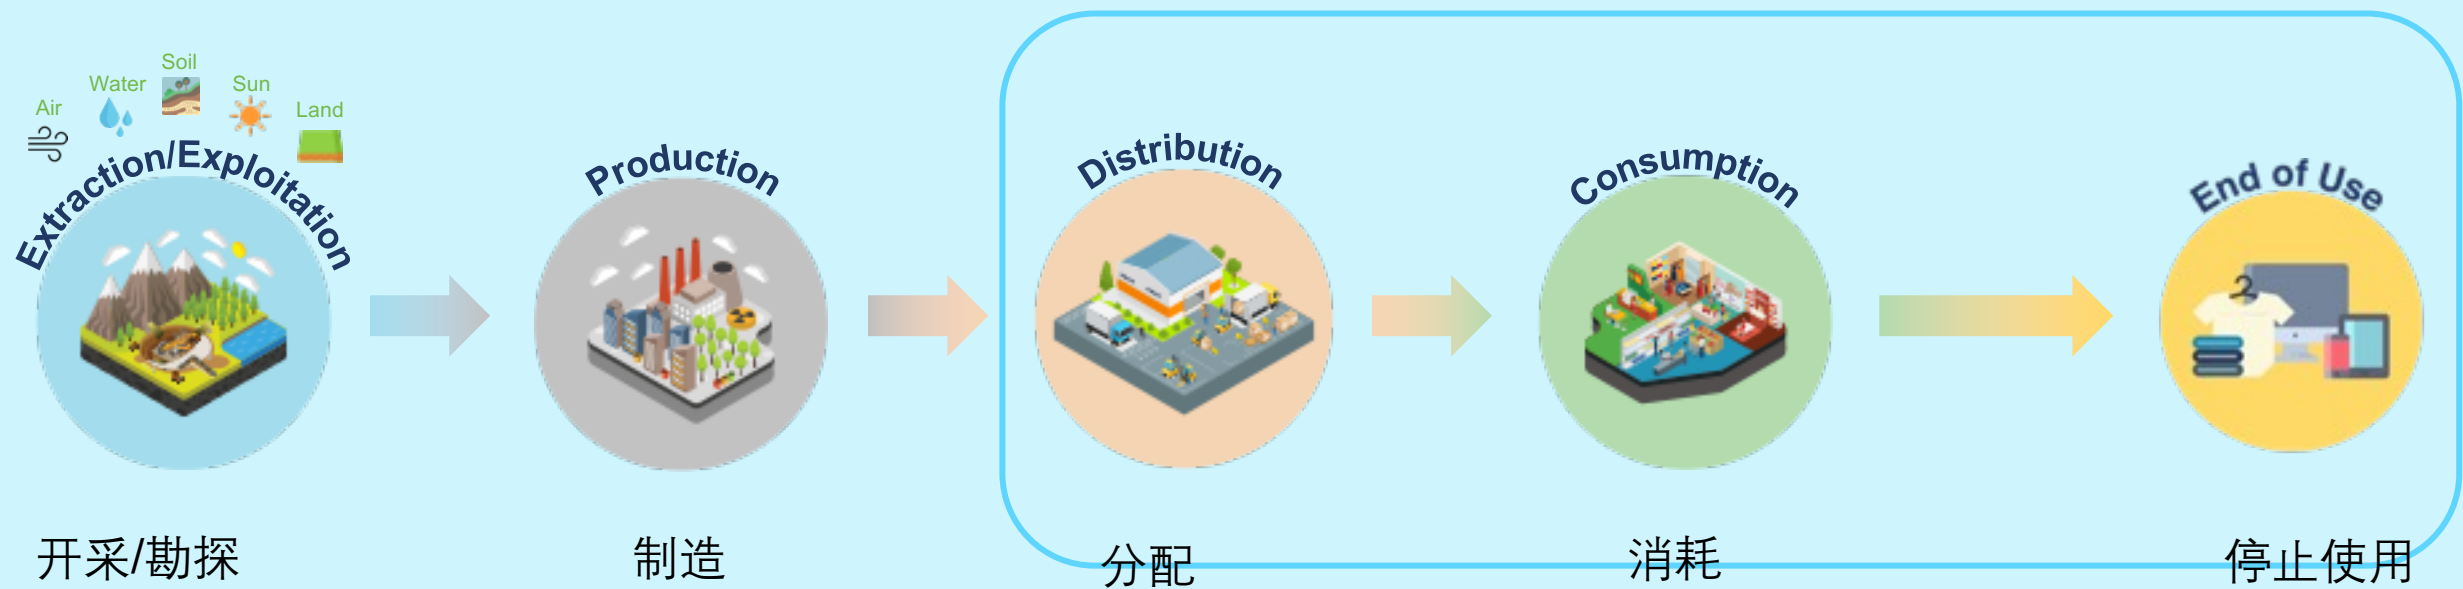 Air
Water
Soil
Sun
Land
Extraction/Exploitation
Production
Distribution
Consumption
End of Use
开采/勘探
制造
分配
消耗
停止使用